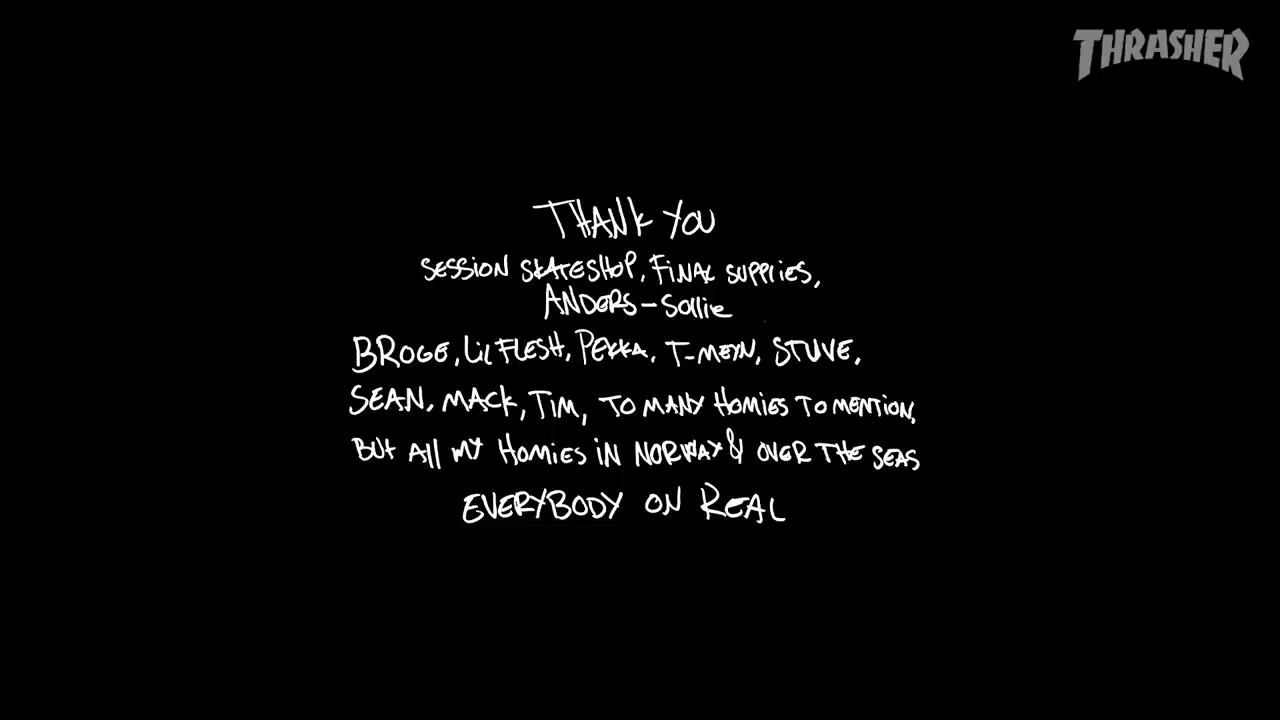 THRASHER
THANK YOU
SESSION SKATESHOP, FINAL SUPPLIES,
ANDERS-Sollie
BROGE, LIL FLESH, PEKKA, T-MEYN, STUVE,
SEAN, MACK, TIM, TO MANY HOMIES TO MENTION,
BUT All MY HOMIES IN NORWAY & OVER THE SEAS
EVERYBODY ON REAL